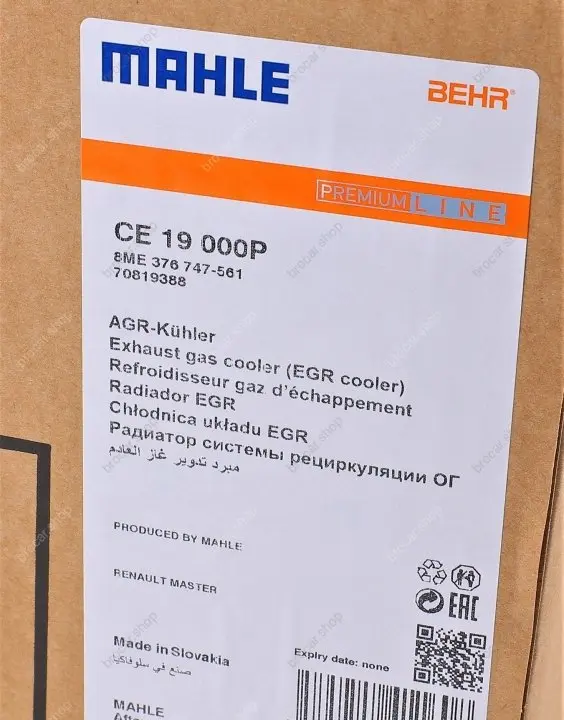 MAHLE
BEHR®
PREMIUM LINE
CE 19 000P
8ME 376 747-561
70819388
AGR-Kühler
Exhaust gas cooler (EGR cooler)
Refroidisseur gaz d'échappement
Radiador EGR
Chłodnica układu EGR
Радиатор системы рециркуляции ОГ
مبرد تدوير غاز العادم
PRODUCED BY MAHLE
RENAULT MASTER
EAC
Made in Slovakia
صنع في سلوفاكيا
Expiry date: none
MAHLE
brocar.shop